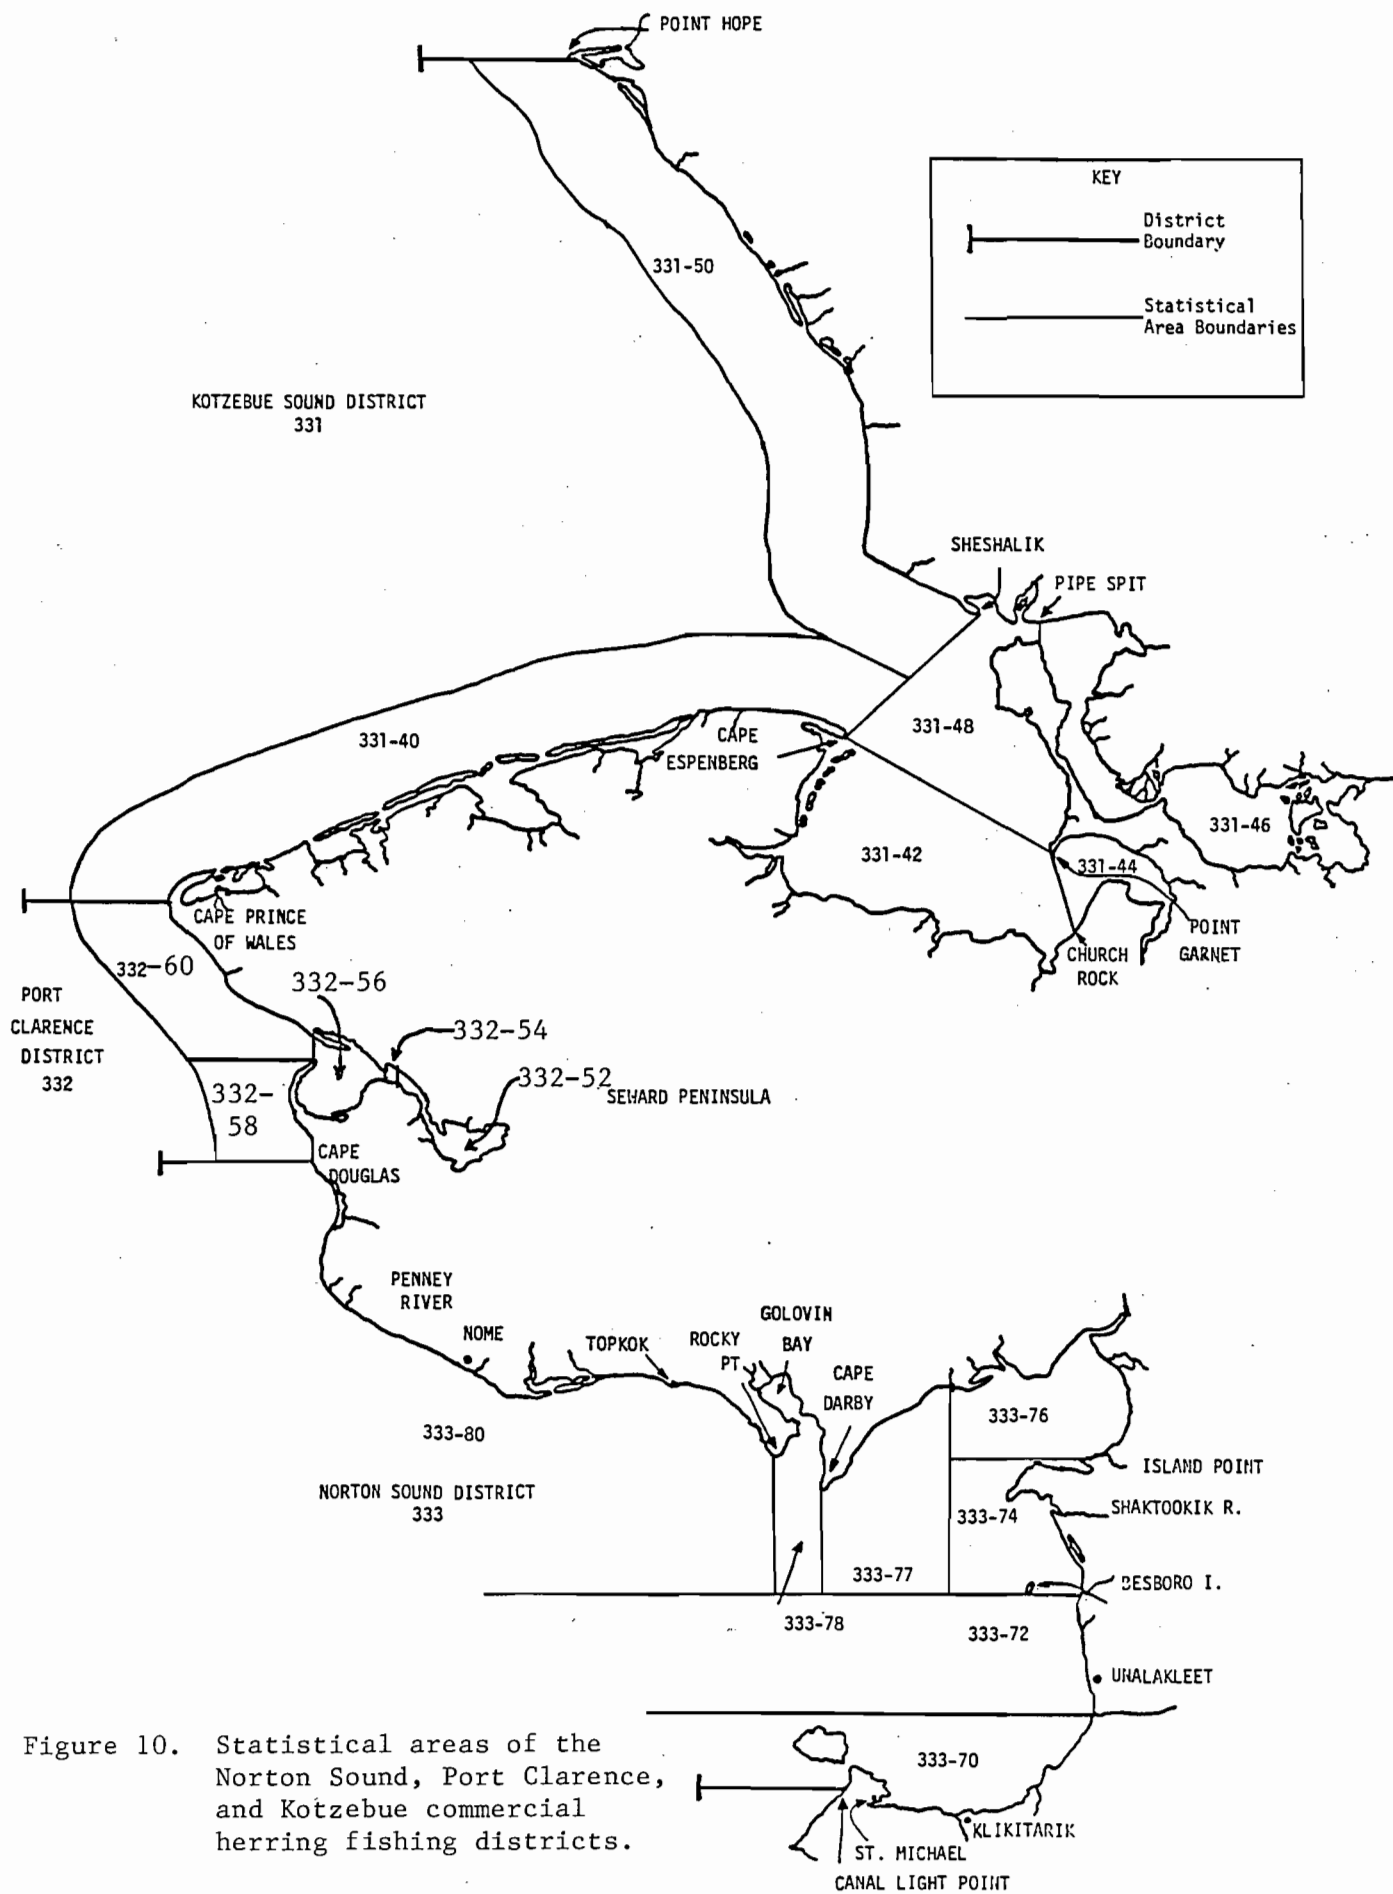 POINT HOPE
KEY
District
Boundary
Statistical
Area Boundaries
331-50
KOTZEBUE SOUND DISTRICT
331
SHESHALIK
PIPE SPIT
331-40
CAPE
ESPENBERG
331-48
331-46
331-42
331-44
POINT
GARNET
CHURCH
ROCK
CAPE PRINCE
OF WALES
332-60
332-56
PORT
CLARENCE
DISTRICT
332
332-54
332-52
SEWARD PENINSULA
332-
58
CAPE
DOUGLAS
PENNEY
RIVER
NOME
TOPKOK
ROCKY
PT
GOLOVIN
BAY
CAPE
DARBY
333-80
333-76
NORTON SOUND DISTRICT
333
ISLAND POINT
333-74
SHAKTOOKIK R.
333-77
BESBORO I.
333-78
333-72
UNALAKLEET
333-70
KLIKITARIK
ST. MICHAEL
CANAL LIGHT POINT
Figure 10. Statistical areas of the
Norton Sound, Port Clarence,
and Kotzebue commercial
herring fishing districts.